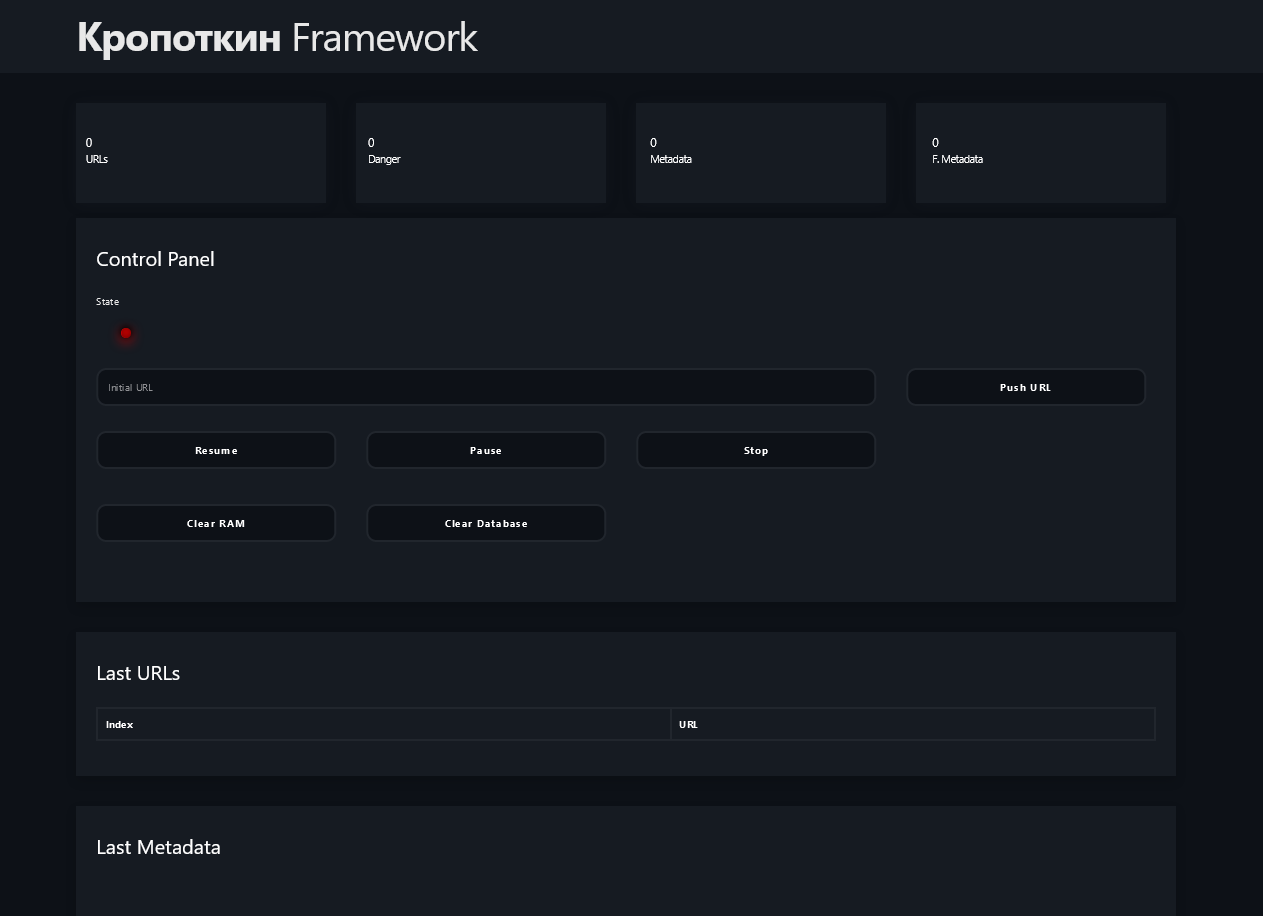 Кропоткин Framework
0
URLs
0
Danger
0
Metadata
0
F. Metadata
Control Panel
State
Initial URL
Push URL
Resume
Pause
Stop
Clear RAM
Clear Database
Last URLs
Index
URL
Last Metadata